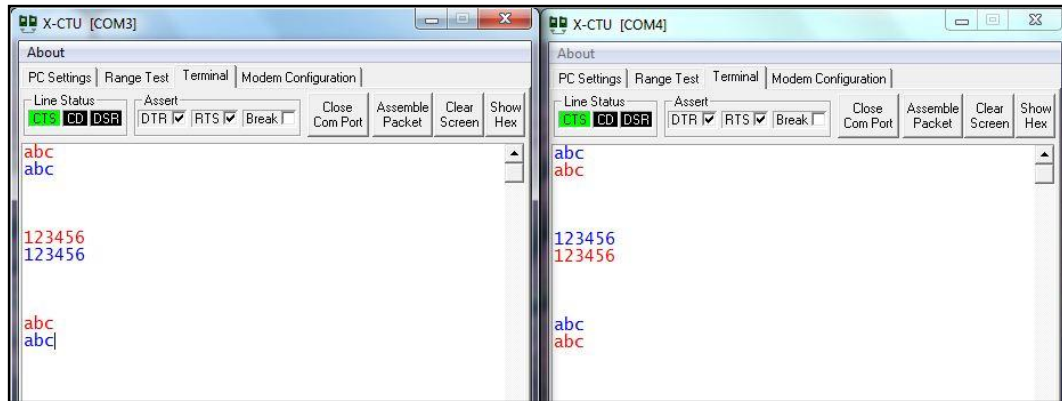 X-CTU [COM3]
About
PC Settings Range Test Terminal Modem Configuration
Line Status
CTS CD DSR
Assert
DTR RTS Break
Close Com Port
Assemble Packet
Clear Screen
Show Hex
abc
abc
123456
123456
abc
abc
X-CTU [COM4]
About
PC Settings Range Test Terminal Modem Configuration
Line Status
CTS CD DSR
Assert
DTR RTS Break
Close Com Port
Assemble Packet
Clear Screen
Show Hex
abc
abc
123456
123456
abc
abc